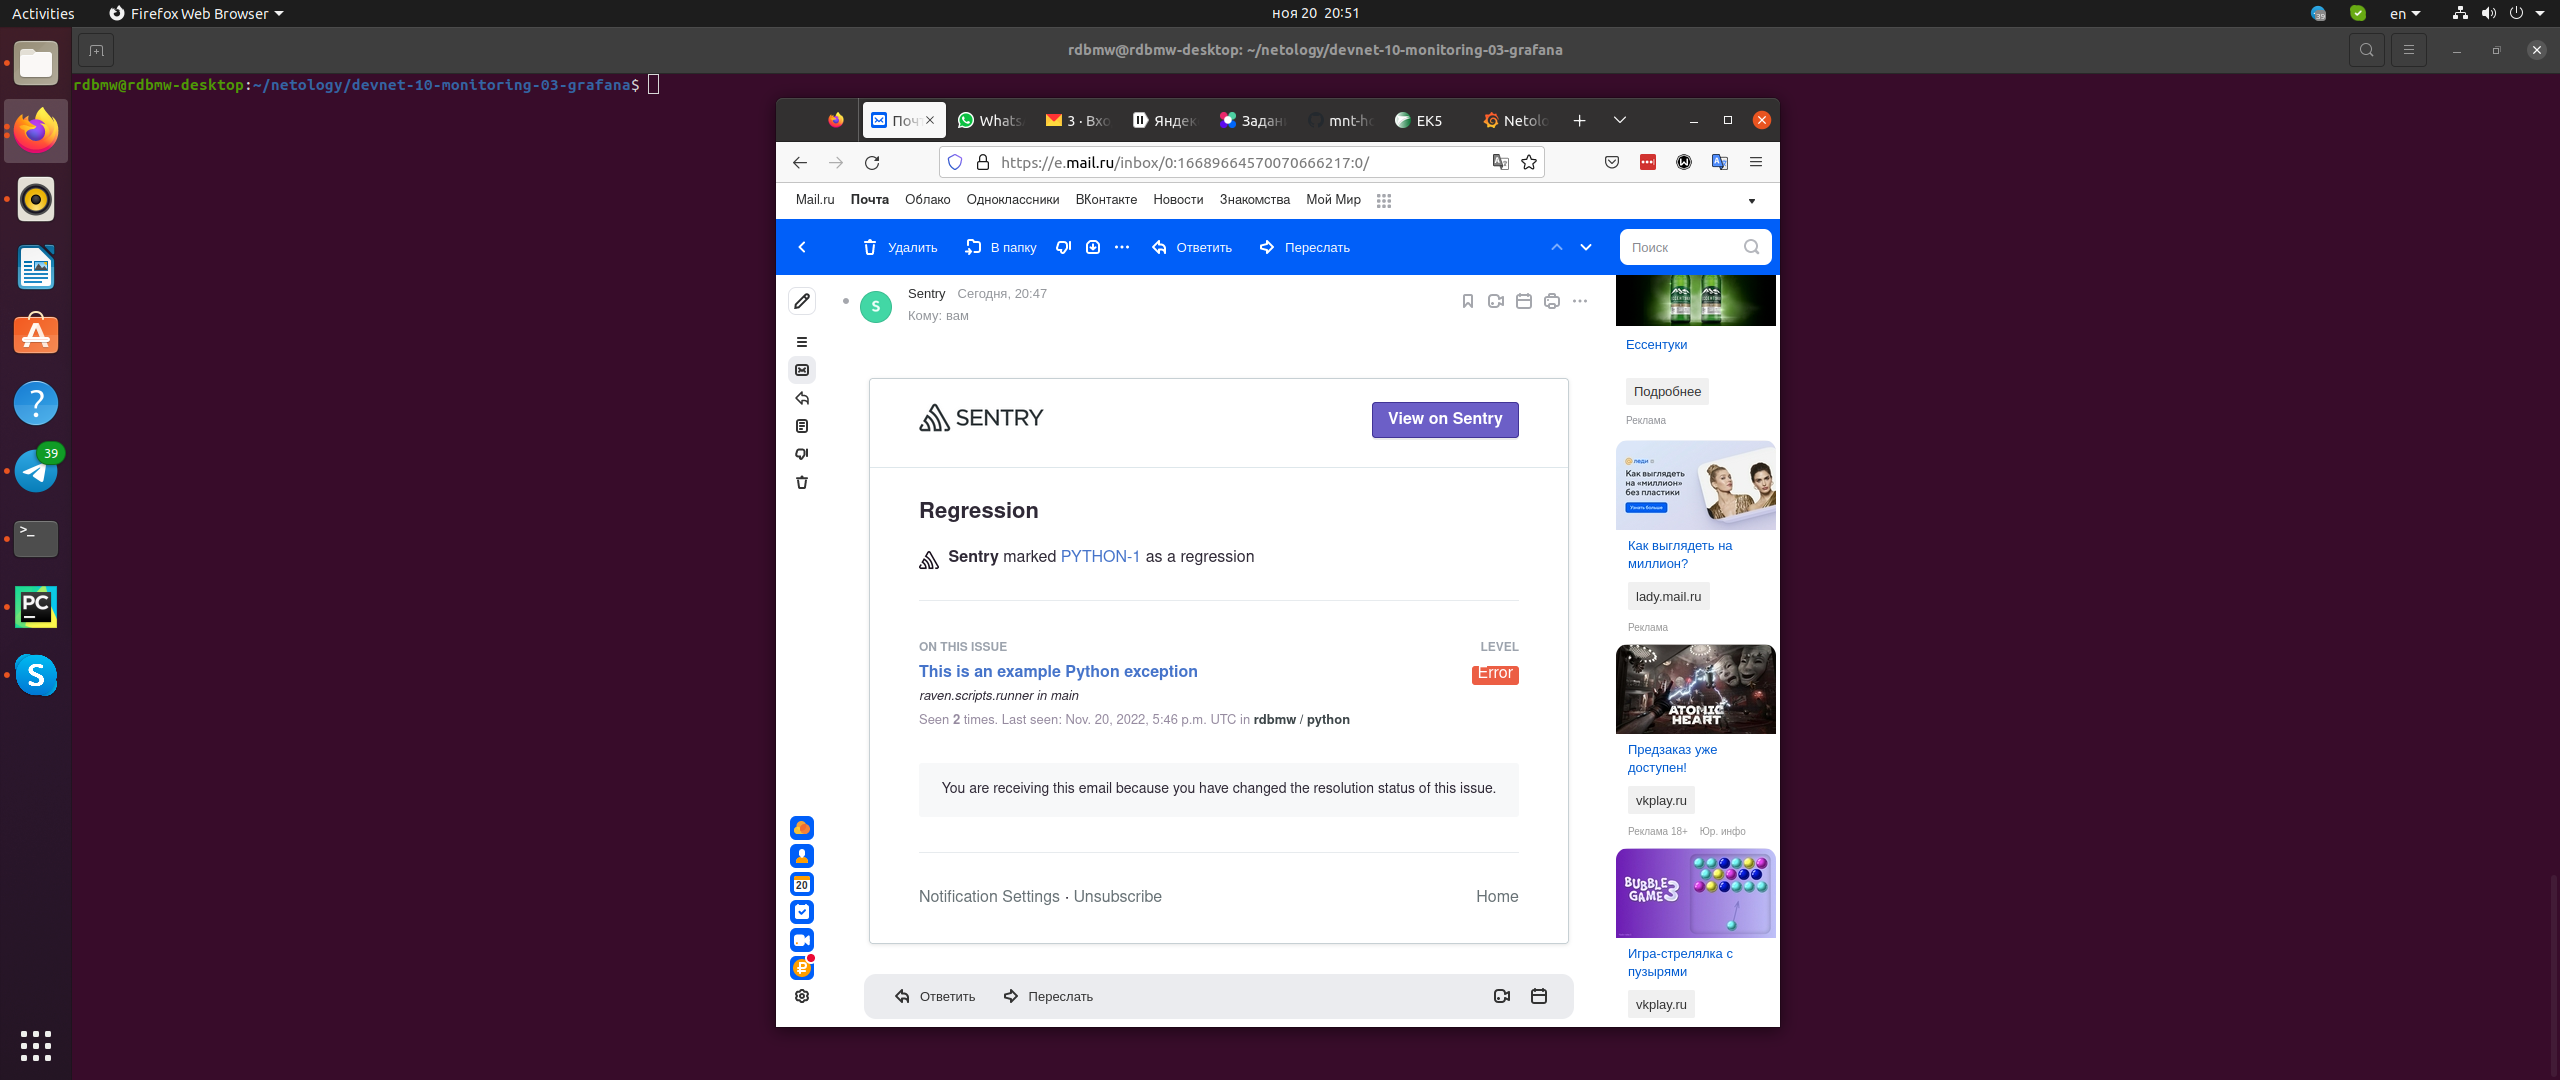 Activities
Firefox Web Browser
ноя 20 20:51
en
rdbmw@rdbmw-desktop: ~/netology/devnet-10-monitoring-03-grafana
rdbmw@rdbmw-desktop:~/netology/devnet-10-monitoring-03-grafana$
39
PC
S
>_
?
Поч
Whats
3 · Вхо
Яндек
Задан
mnt-ho
EK5
Netolo
https://e.mail.ru/inbox/0:16689664570070666217:0/
Mail.ru
Почта
Облако
Одноклассники
ВКонтакте
Новости
Знакомства
Мой Мир
Удалить
В папку
Ответить
Переслать
Поиск
S
Sentry Сегодня, 20:47
Кому: вам
SENTRY
View on Sentry
Regression
Sentry marked PYTHON-1 as a regression
ON THIS ISSUE
LEVEL
This is an example Python exception
Error
raven.scripts.runner in main
Seen 2 times. Last seen: Nov. 20, 2022, 5:46 p.m. UTC in rdbmw / python
You are receiving this email because you have changed the resolution status of this issue.
Notification Settings · Unsubscribe
Home
20
Ответить
Переслать
Ессентуки
Подробнее
Реклама
леди
Как выглядеть
на «миллион»
без пластики
Узнать больше
Как выглядеть на
миллион?
lady.mail.ru
Реклама
ATOMIC
HEART
Предзаказ уже
доступен!
vkplay.ru
Реклама 18+ Юр. инфо
BUBBLE
GAME 3
Игра-стрелялка с
пузырями
vkplay.ru